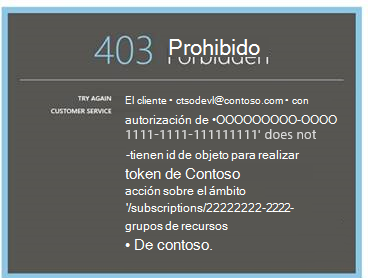 403 Prohibido
Forbidden
TRY AGAIN
CUSTOMER SERVICE
El cliente • ctsodevl@contoso.com • con
autorización de •OOOOOOOOO-OOOO
1111-1111-111111111' does not
-tienen id de objeto para realizar
token de Contoso
acción sobre el ámbito
'/subscriptions/22222222-2222-
grupos de recursos
• De contoso.